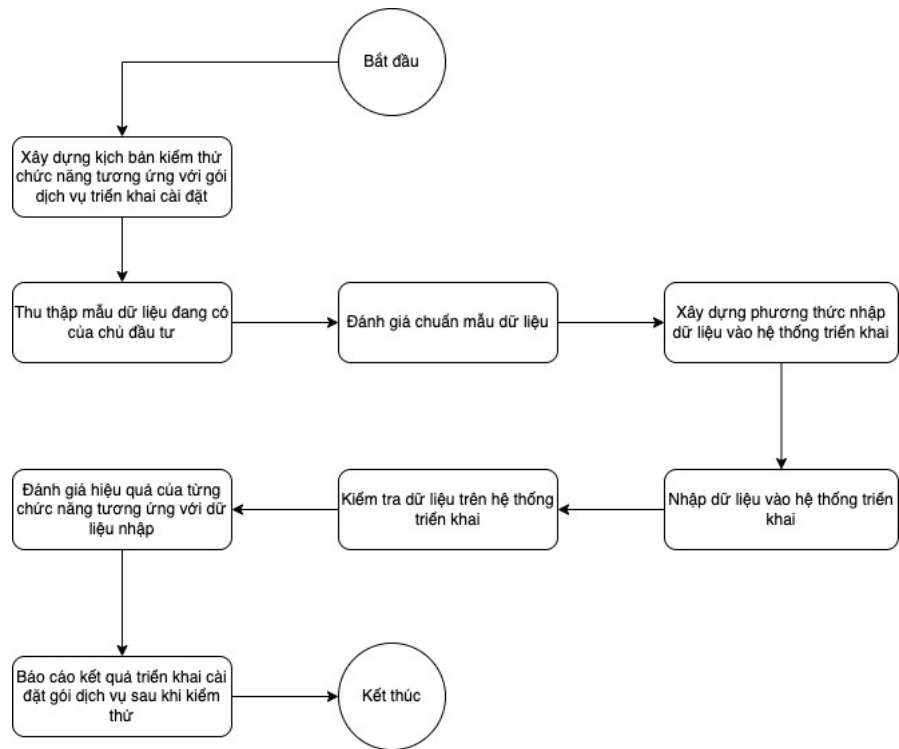 Bắt đầu
Xây dựng kịch bản kiểm thử
chức năng tương ứng với gói
dịch vụ triển khai cài đặt
Thu thập mẫu dữ liệu đang có
của chủ đầu tư
Đánh giá chuẩn mẫu dữ liệu
Xây dựng phương thức nhập
dữ liệu vào hệ thống triển khai
Nhập dữ liệu vào hệ thống triển
khai
Kiểm tra dữ liệu trên hệ thống
triển khai
Đánh giá hiệu quả của từng
chức năng tương ứng với dữ
liệu nhập
Báo cáo kết quả triển khai cài
đặt gói dịch vụ sau khi kiểm
thử
Kết thúc